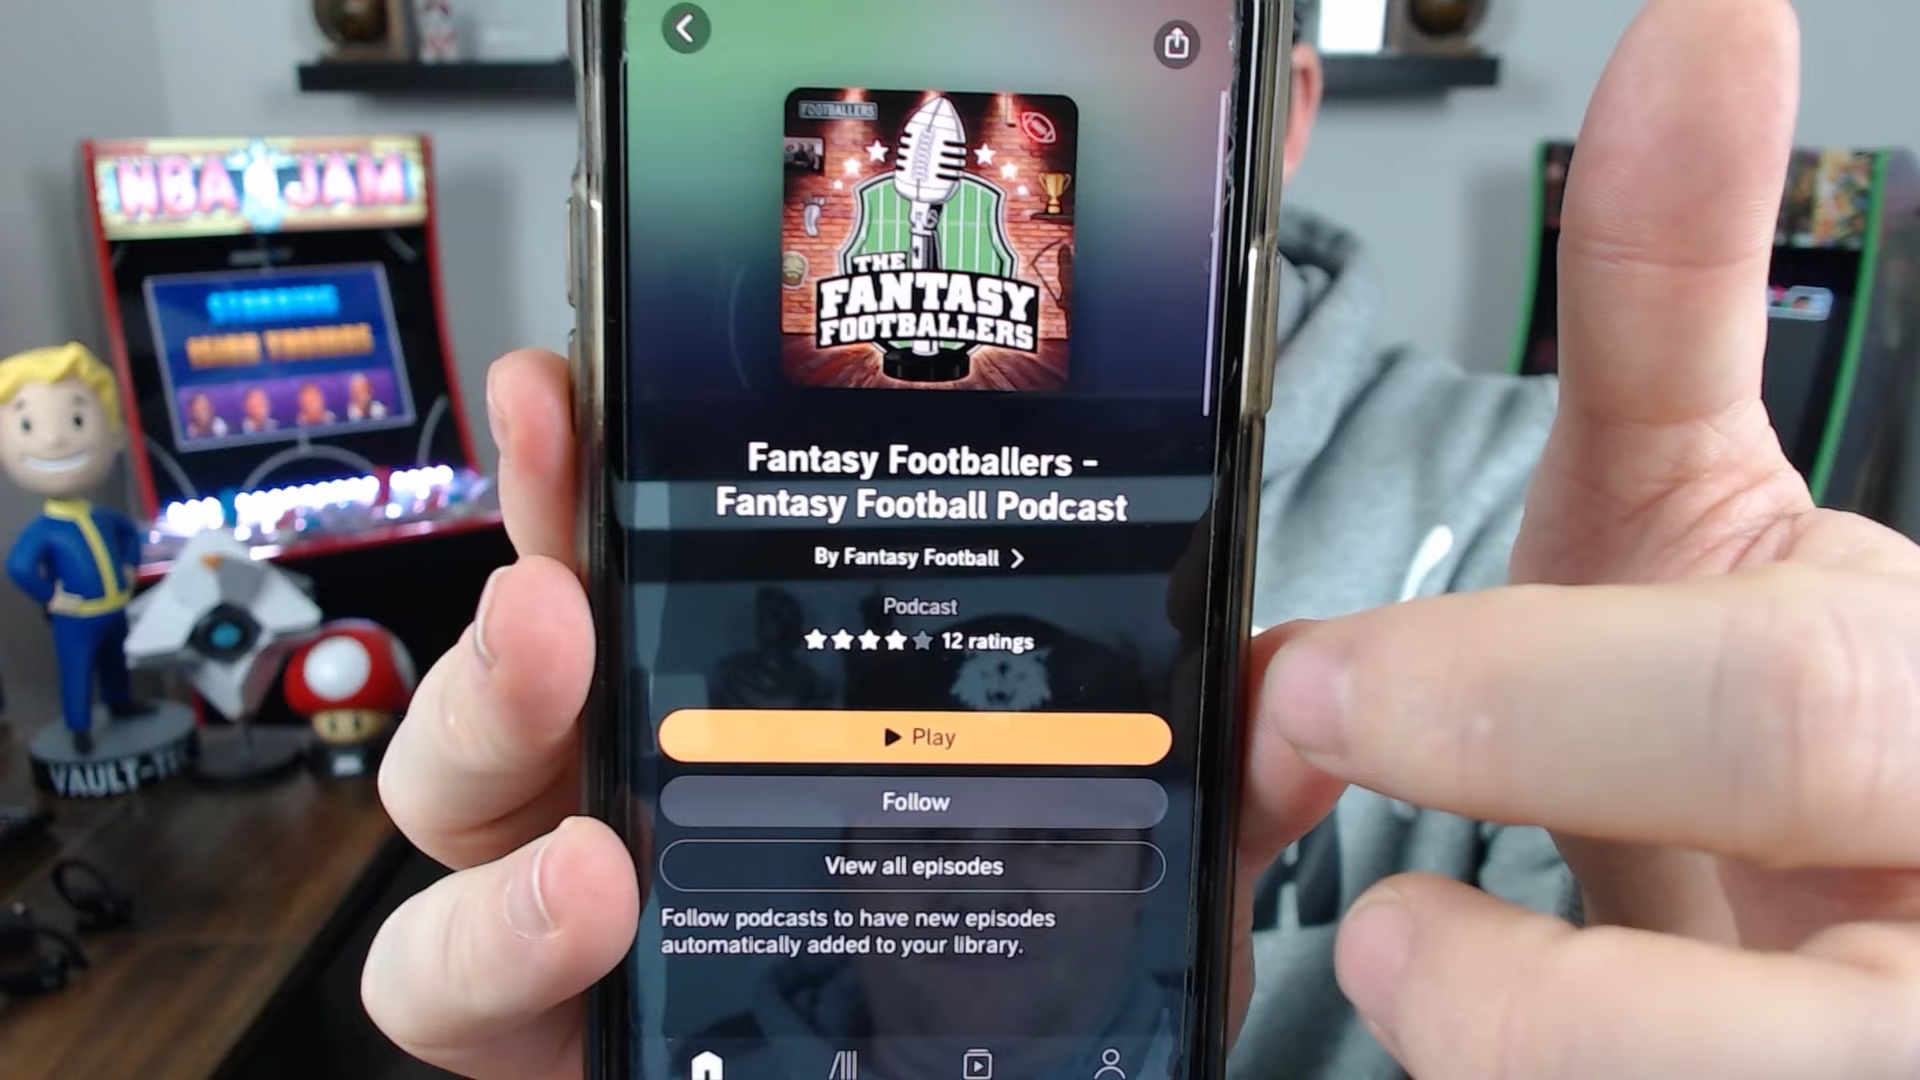 NBA JAM
STARRING
VAULT-T
FOOTBALLERS
THE
FANTASY
FOOTBALLERS
Fantasy Footballers -
Fantasy Football Podcast
By Fantasy Football
Podcast
12 ratings
Play
Follow
View all episodes
Follow podcasts to have new episodes
automatically added to your library.